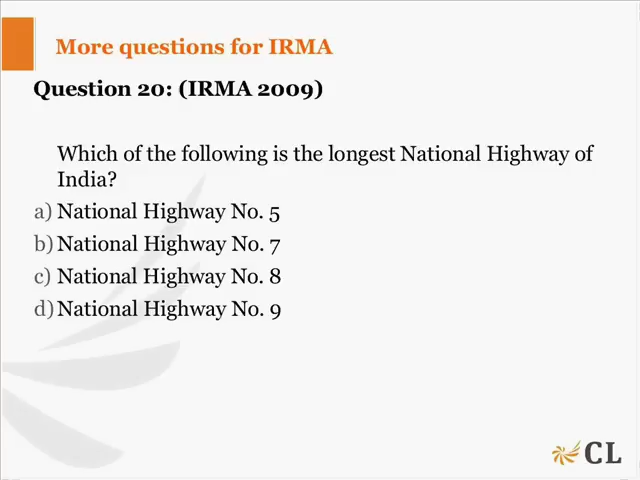 More questions for IRMA
Question 20: (IRMA 2009)
Which of the following is the longest National Highway of
India?
a) National Highway No. 5
b) National Highway No. 7
c) National Highway No. 8
d) National Highway No. 9
CL